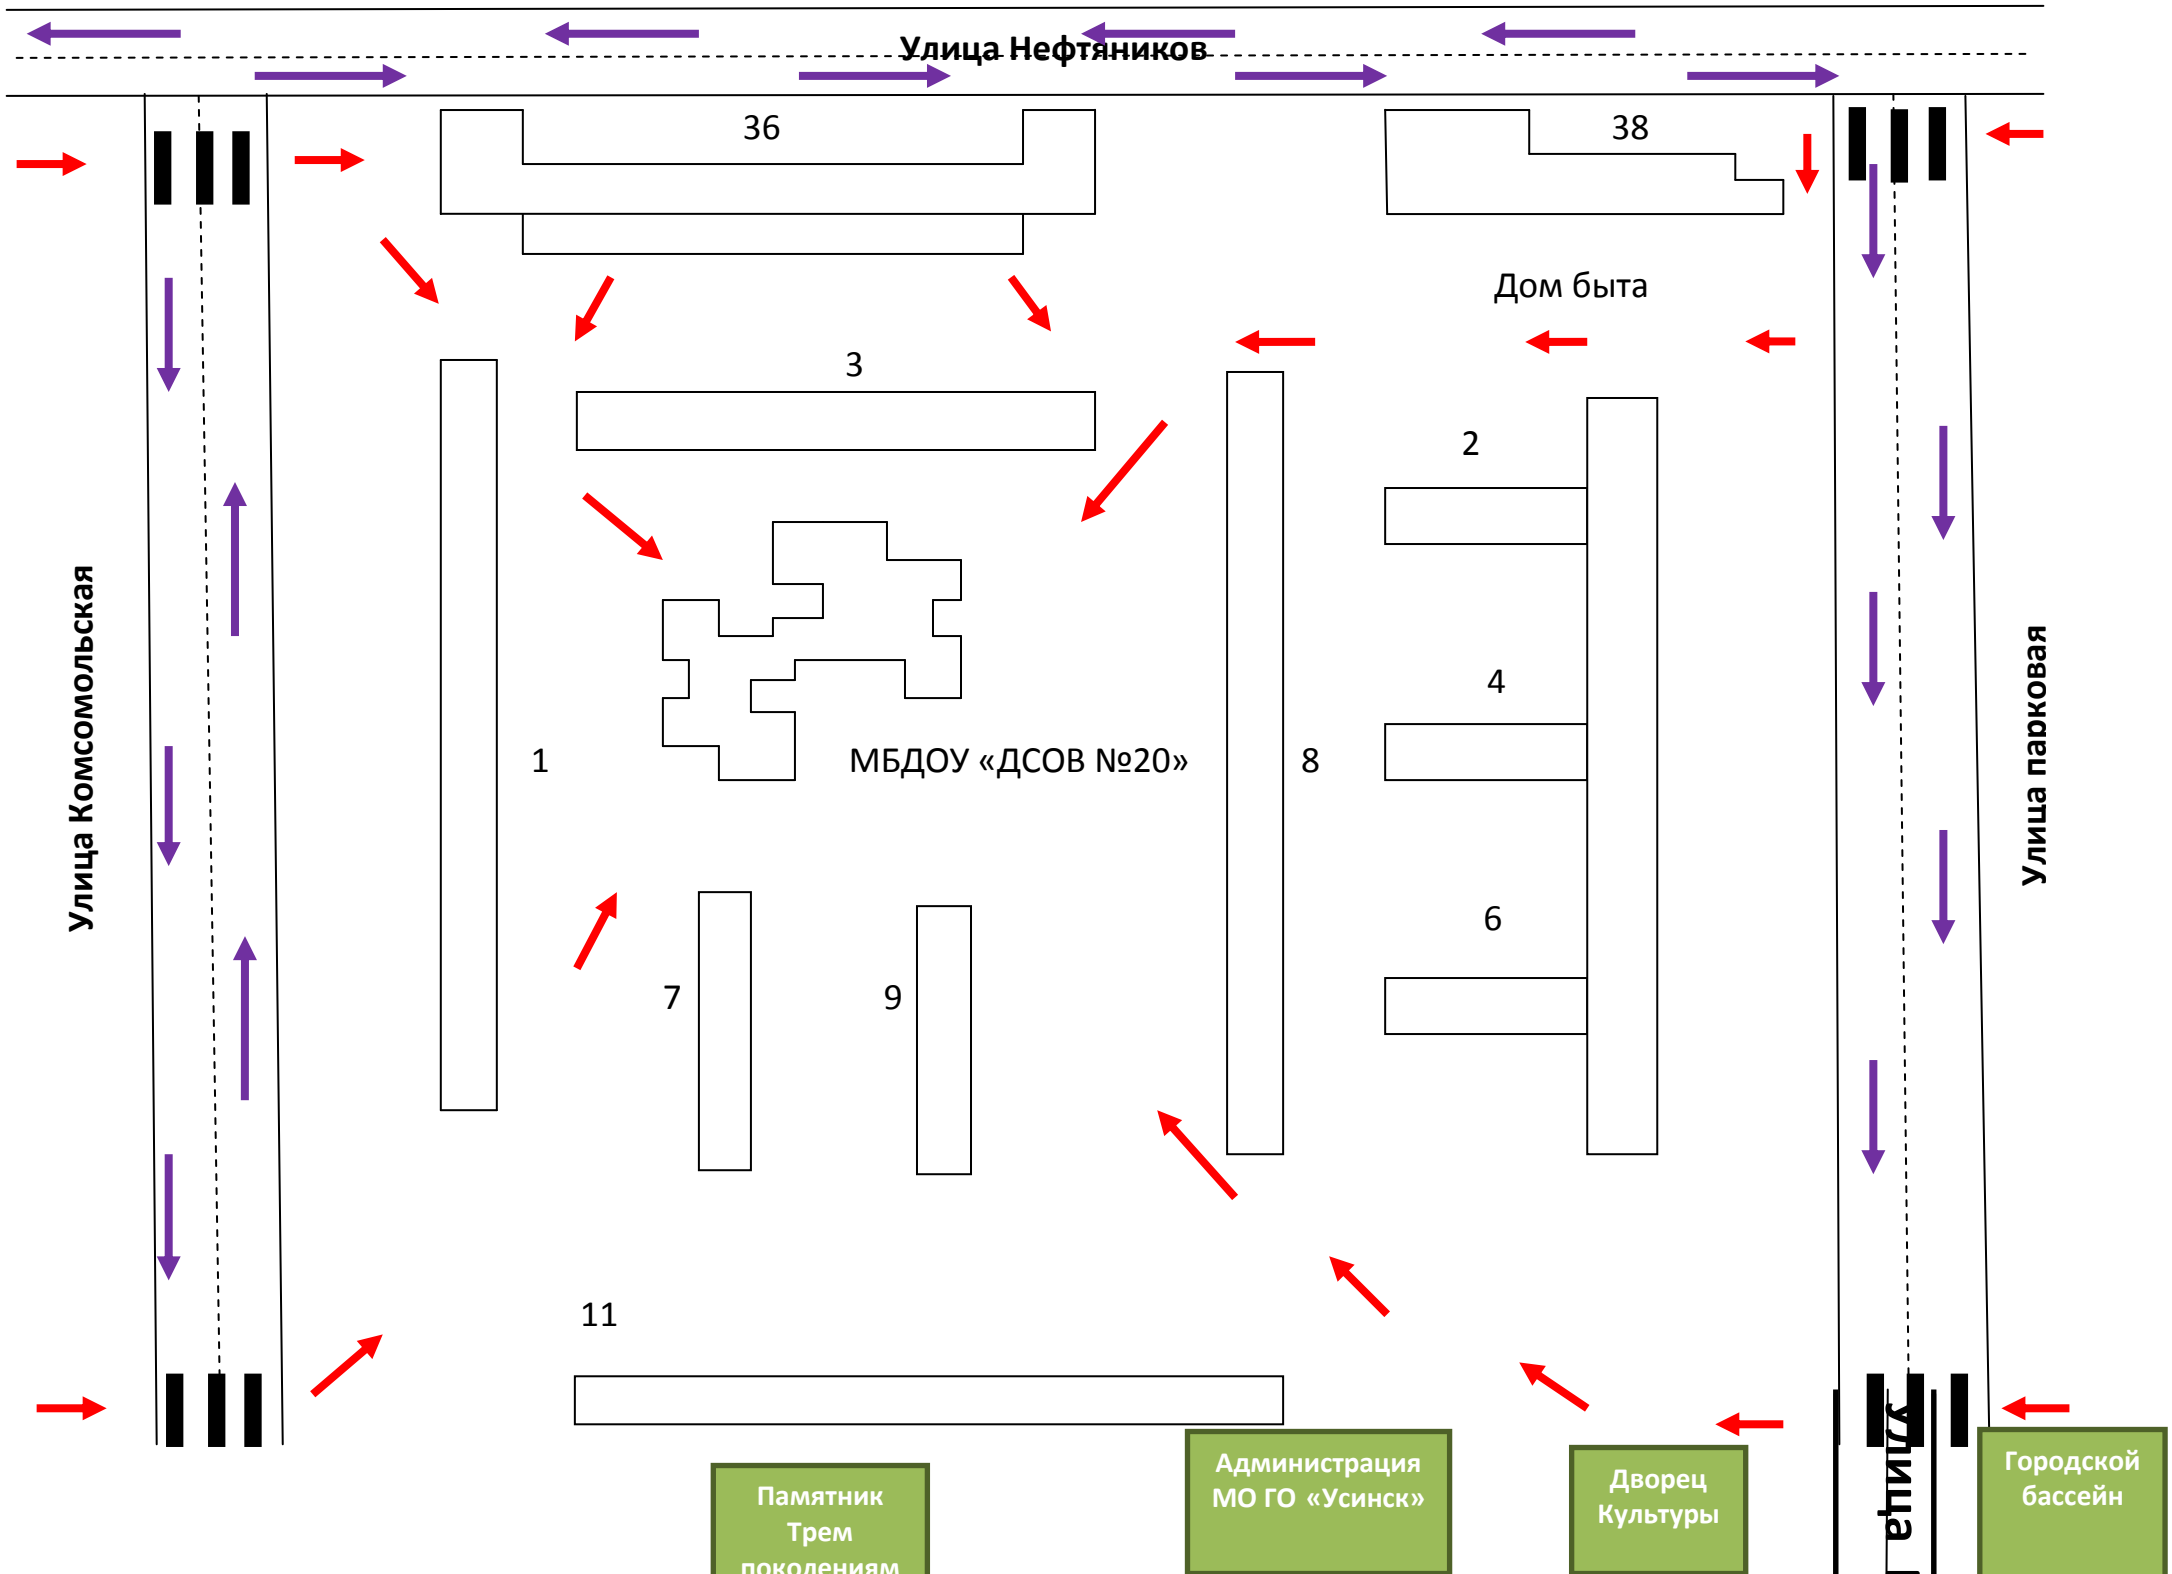 Улица Нефтяников
36
38
Дом быта
3
2
Улица Комсомольская
4
Улица парковая
1
МБДОУ «ДСОВ №20»
8
6
7
9
11
Администрация
МО ГО «Усинск»
Дворец
Культуры
Городской
бассейн
Памятник
Трем
поколениям
улица